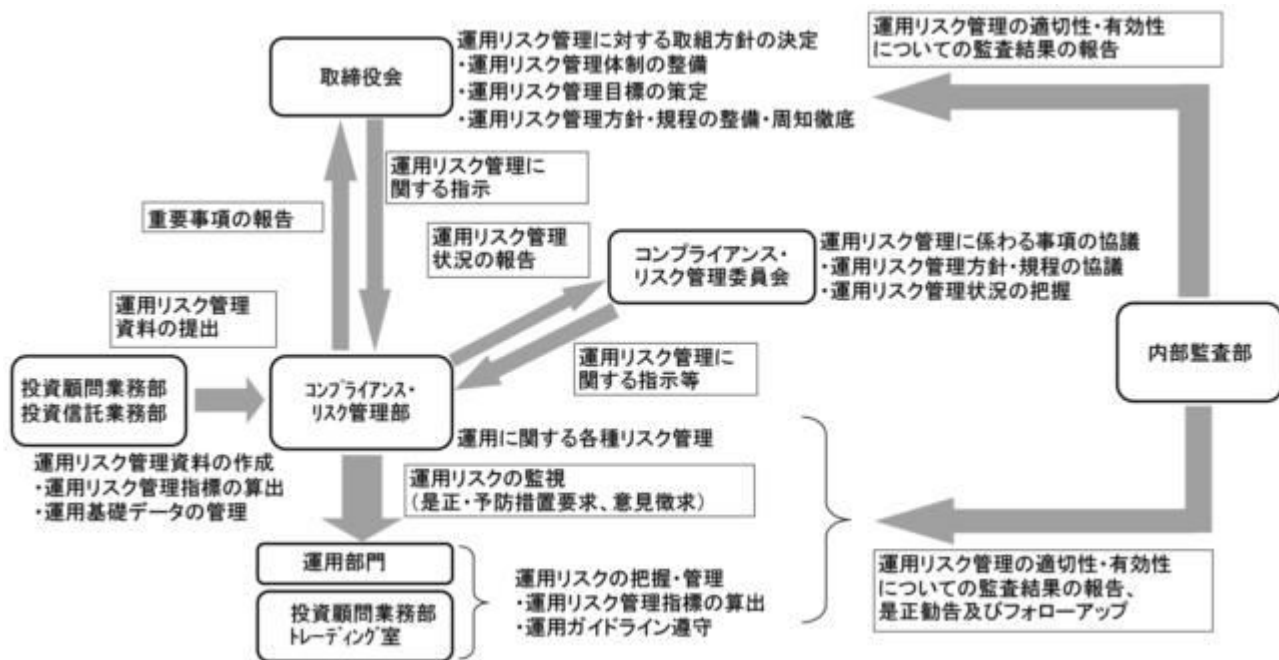 運用リスク管理に対する取組方針の決定
・運用リスク管理体制の整備
・運用リスク管理目標の策定
・運用リスク管理方針・規程の整備・周知徹底
取締役会
運用リスク管理の適切性・有効性
についての監査結果の報告
運用リスク管理に
関する指示
重要事項の報告
運用リスク管理
状況の報告
コンプライアンス・
リスク管理委員会
運用リスク管理に係わる事項の協議
・運用リスク管理方針・規程の協議
・運用リスク管理状況の把握
運用リスク管理
資料の提出
運用リスク管理に
関する指示等
内部監査部
投資顧問業務部
投資信託業務部
コンプライアンス・
リスク管理部
運用に関する各種リスク管理
運用リスク管理資料の作成
・運用リスク管理指標の算出
・運用基礎データの管理
運用リスクの監視
(是正・予防措置要求、意見徴求)
運用部門
投資顧問業務部
トレーディング室
運用リスクの把握・管理
・運用リスク管理指標の算出
・運用ガイドライン遵守
運用リスク管理の適切性・有効性
についての監査結果の報告、
是正勧告及びフォローアップ